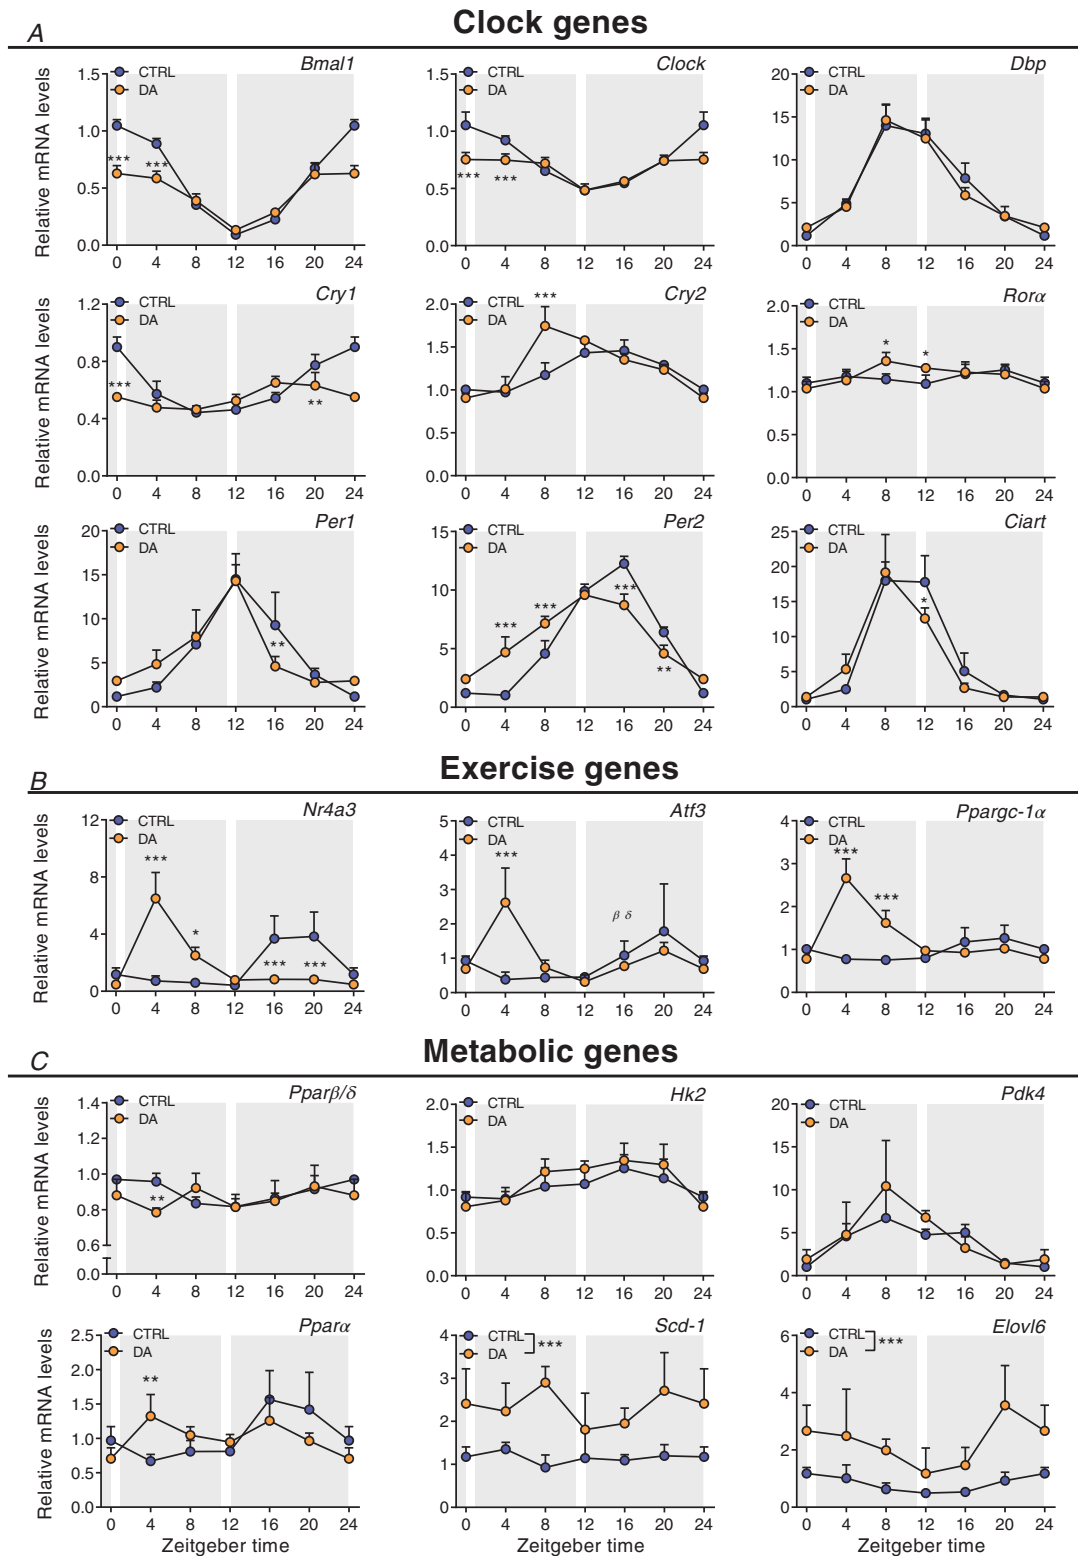 A Clock genes
Bmal1 Clock Dbp
CTRL CTRL CTRL
DA DA DA
Relative mRNA levels
1.5 1.0 0.5 0.0
*** ***
0 4 8 12 16 20 24
1.5 1.0 0.5 0.0
*** ***
0 4 8 12 16 20 24
20 15 10 5 0
0 4 8 12 16 20 24
Cry1 Cry2 Rorα
CTRL CTRL CTRL
DA DA DA
Relative mRNA levels
1.2 0.8 0.4 0.0
*** **
0 4 8 12 16 20 24
2.0 1.5 1.0 0.5 0.0
***
0 4 8 12 16 20 24
2.0 1.5 1.0 0.5 0.0
* *
0 4 8 12 16 20 24
Per1 Per2 Ciart
CTRL CTRL CTRL
DA DA DA
Relative mRNA levels
20 15 10 5 0
**
0 4 8 12 16 20 24
15 10 5 0
*** *** *** **
0 4 8 12 16 20 24
25 20 15 10 5 0
*
0 4 8 12 16 20 24
B Exercise genes
Nr4a3 Atf3 Ppargc-1α
CTRL CTRL CTRL
DA DA DA
Relative mRNA levels
12 8 4 0
*** * *** ***
0 4 8 12 16 20 24
5 4 3 2 1 0
*** β δ
0 4 8 12 16 20 24
4 3 2 1 0
*** ***
0 4 8 12 16 20 24
C Metabolic genes
Pparβ/δ Hk2 Pdk4
CTRL CTRL CTRL
DA DA DA
Relative mRNA levels
1.4 1.2 1.0 0.8 0.6 0.0
**
0 4 8 12 16 20 24
2.0 1.5 1.0 0.5 0.0
0 4 8 12 16 20 24
20 15 10 5 0
0 4 8 12 16 20 24
Pparα Scd-1 Elovl6
CTRL CTRL CTRL
DA DA DA
Relative mRNA levels
2.5 2.0 1.5 1.0 0.5 0.0
**
0 4 8 12 16 20 24
4 3 2 1 0
***
0 4 8 12 16 20 24
6 4 2 0
***
0 4 8 12 16 20 24
Zeitgeber time Zeitgeber time Zeitgeber time